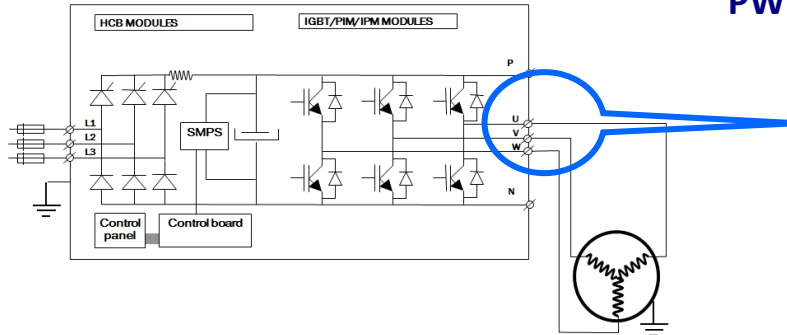 PW
HCB MODULES
IGBT/PIM/IPM MODULES
P
L1
L2
L3
SMPS
U
V
W
N
Control
panel
Control board